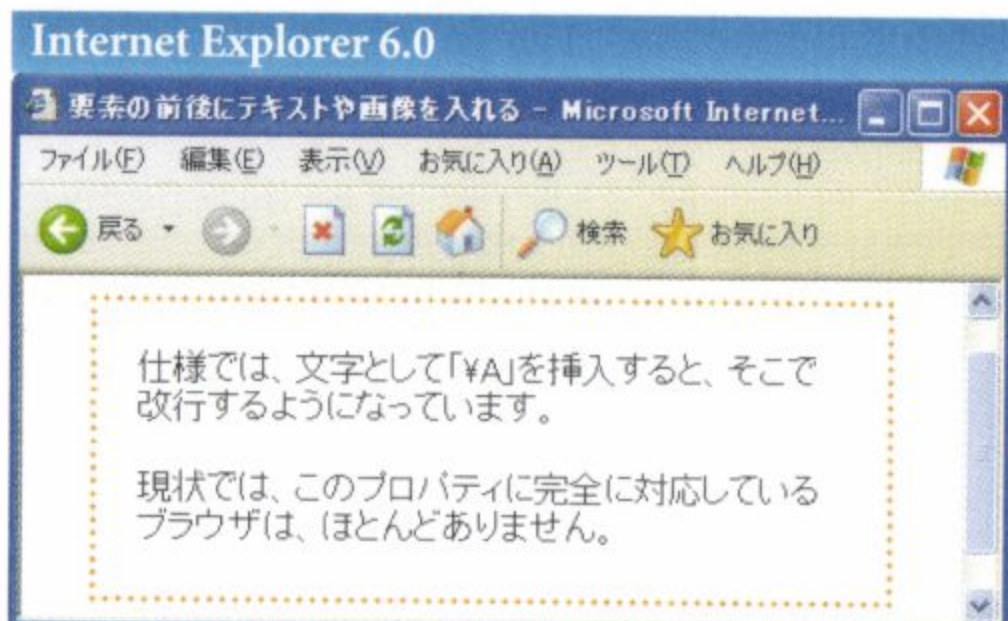 Internet Explorer 6.0
要素の前後にテキストや画像を入れる - Microsoft Internet...
ファイル(F) 編集(E) 表示(V) お気に入り(A) ツール(T) ヘルプ(H)
戻る 検索 お気に入り
仕様では、文字として「¥A」を挿入すると、そこで
改行するようになっています。
現状では、このプロパティに完全に対応している
ブラウザは、ほとんどありません。